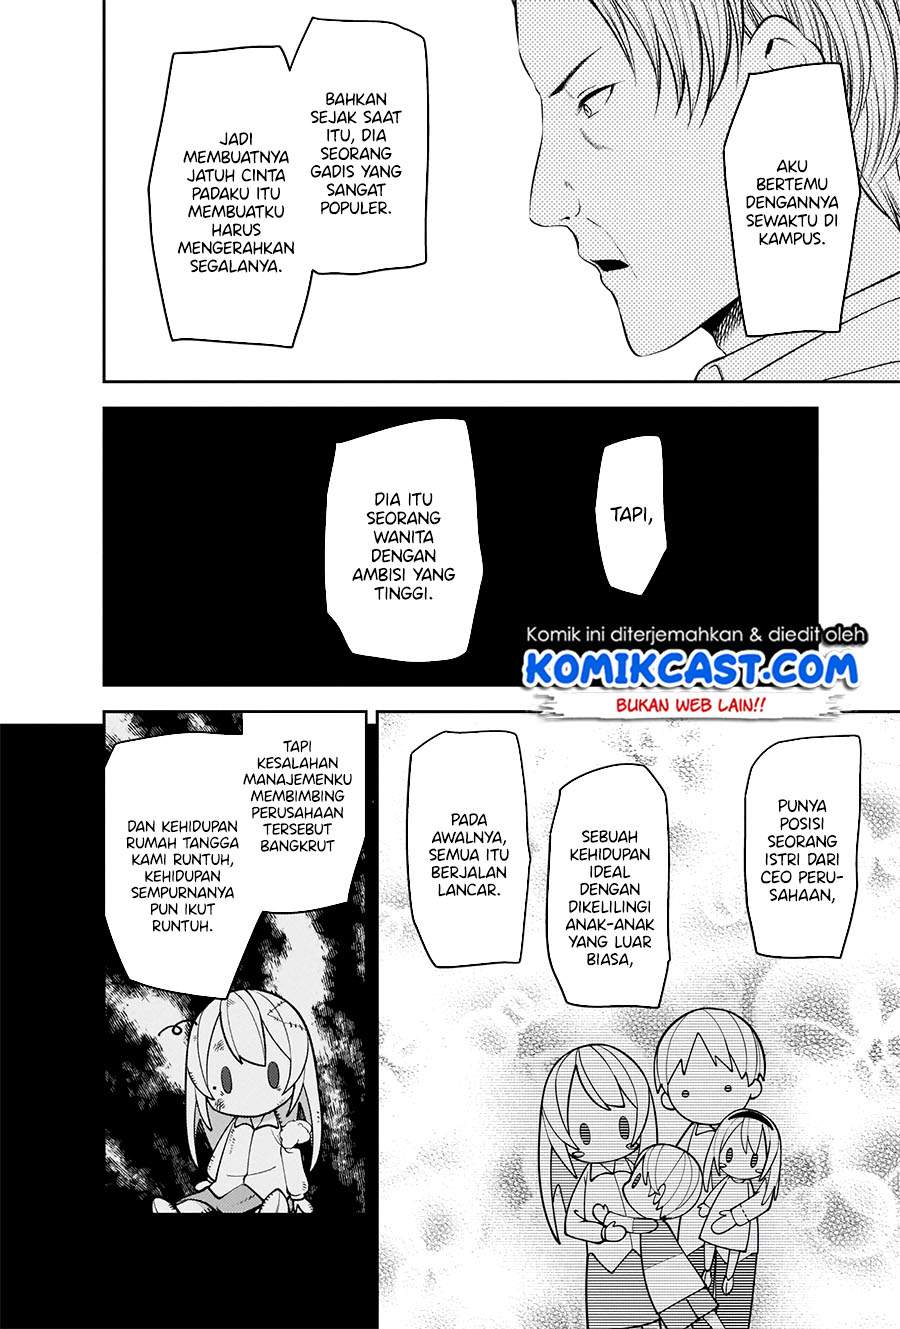 AKU
BERTEMU
DENGANNYA
SEWAKTU DI
KAMPUS.
BAHKAN
SEJAK SAAT
ITU, DIA
SEORANG
GADIS YANG
SANGAT
POPULER.
JADI
MEMBUATNYA
JATUH CINTA
PADAKU ITU
MEMBUATKU
HARUS
MENGERAHKAN
SEGALANYA.
TAPI,
DIA ITU
SEORANG
WANITA
DENGAN
AMBISI YANG
TINGGI.
Komik ini diterjemahkan & diedit oleh
KOMIKCAST.COM
BUKAN WEB LAIN!!
PUNYA
POSISI
SEORANG
ISTRI DARI
CEO PERU-
SAHAAN,
SEBUAH
KEHIDUPAN
IDEAL
DENGAN
DIKELILINGI
ANAK-ANAK
YANG LUAR
BIASA,
PADA
AWALNYA,
SEMUA ITU
BERJALAN
LANCAR.
TAPI
KESALAHAN
MANAJEMENKU
MEMBIMBING
PERUSAHAAN
TERSEBUT
BANGKRUT
DAN KEHIDUPAN
RUMAH TANGGA
KAMI RUNTUH,
KEHIDUPAN
SEMPURNANYA
PUN IKUT
RUNTUH.